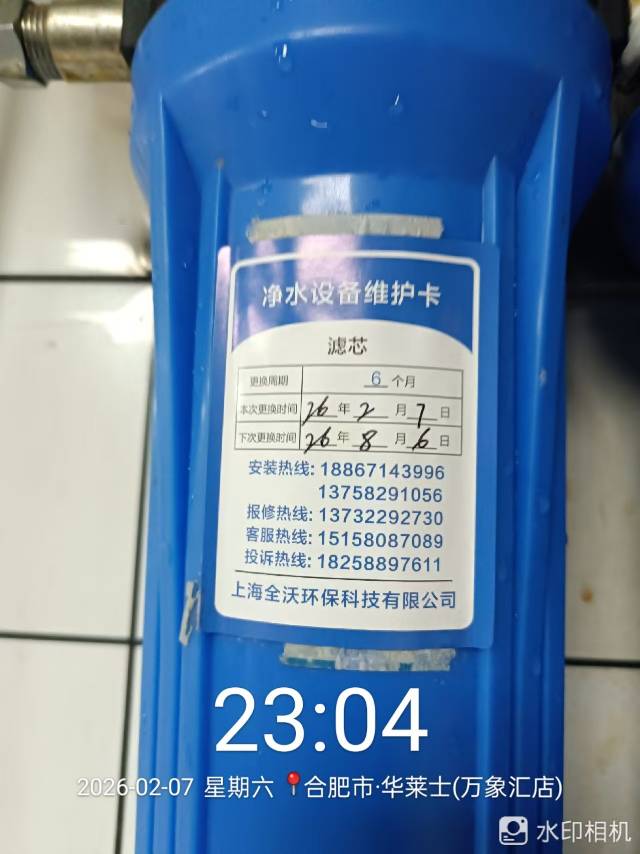 净水设备维护卡
滤芯
更换周期 6 个月
本次更换时间 26 年 2 月 7 日
下次更换时间 26 年 8 月 6 日
安装热线: 18867143996
13758291056
报修热线: 13732292730
客服热线: 15158087089
投诉热线: 18258897611
上海全沃环保科技有限公司
23:04
2026-02-07 星期六 📍合肥市·华莱士(万象汇店)
水印相机